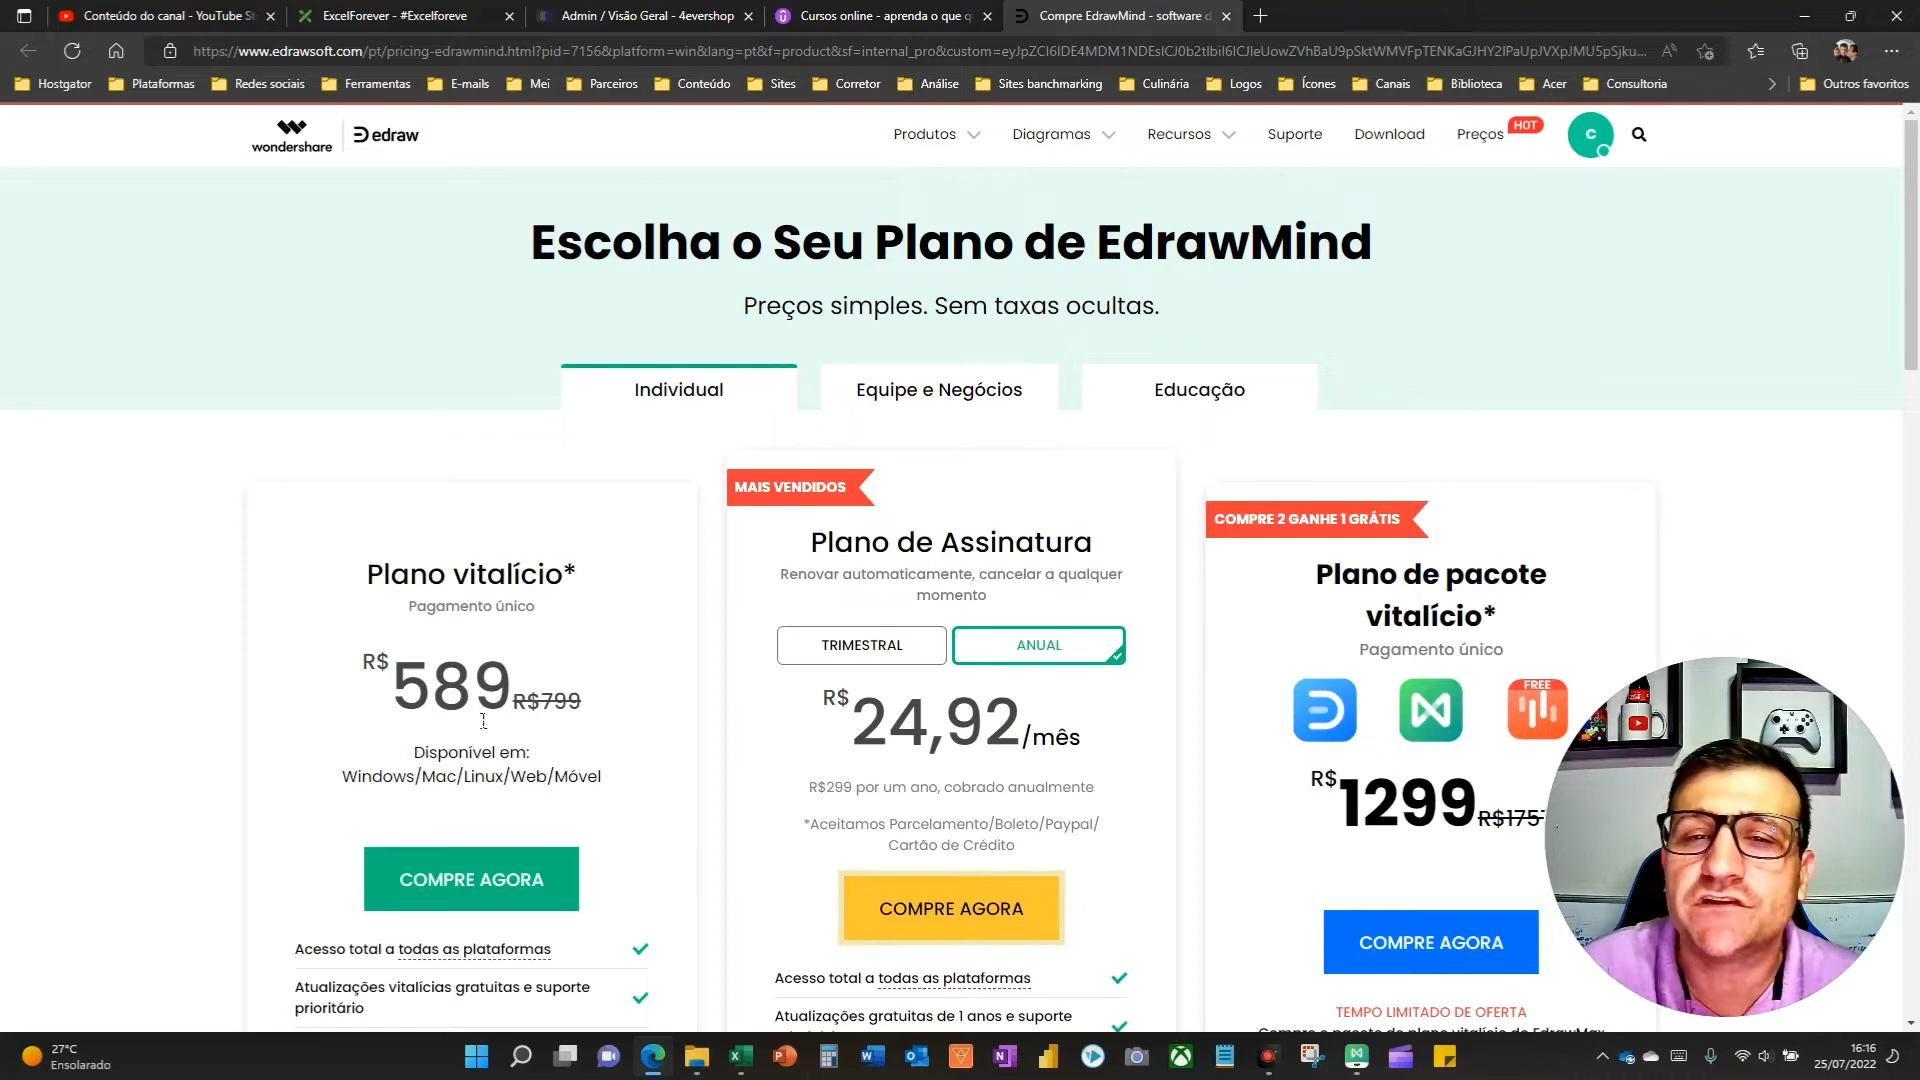 Conteúdo do canal - YouTube St
ExcelForever - #Excelforeve
Admin / Visão Geral - 4evershop
Cursos online - aprenda o que q
Compre EdrawMind - software d
Hostgator
Plataformas
Redes sociais
Ferramentas
E-mails
Mei
Parceiros
Conteúdo
Sites
Corretor
Análise
Sites banchmarking
Culinária
Logos
Ícones
Canais
Biblioteca
Acer
Consultoria
Outros favoritos
wondershare
edraw
Produtos
Diagramas
Recursos
Suporte
Download
Preços
HOT
C
Escolha o Seu Plano de EdrawMind
Preços simples. Sem taxas ocultas.
Individual
Equipe e Negócios
Educação
Plano vitalício*
Pagamento único
R$ 589 R$799
Disponível em:
Windows/Mac/Linux/Web/Móvel
COMPRE AGORA
Acesso total a todas as plataformas
Atualizações vitalícias gratuitas e suporte
prioritário
MAIS VENDIDOS
Plano de Assinatura
Renovar automaticamente, cancelar a qualquer
momento
TRIMESTRAL
ANUAL
R$ 24,92/mês
R$299 por um ano, cobrado anualmente
*Aceitamos Parcelamento/Boleto/Paypal/
Cartão de Crédito
COMPRE AGORA
Acesso total a todas as plataformas
Atualizações gratuitas de 1 anos e suporte
COMPRE 2 GANHE 1 GRÁTIS
Plano de pacote
vitalício*
Pagamento único
FREE
R$ 1299
COMPRE AGORA
TEMPO LIMITADO DE OFERTA
27°C
Ensolarado
16:16
25/07/2022